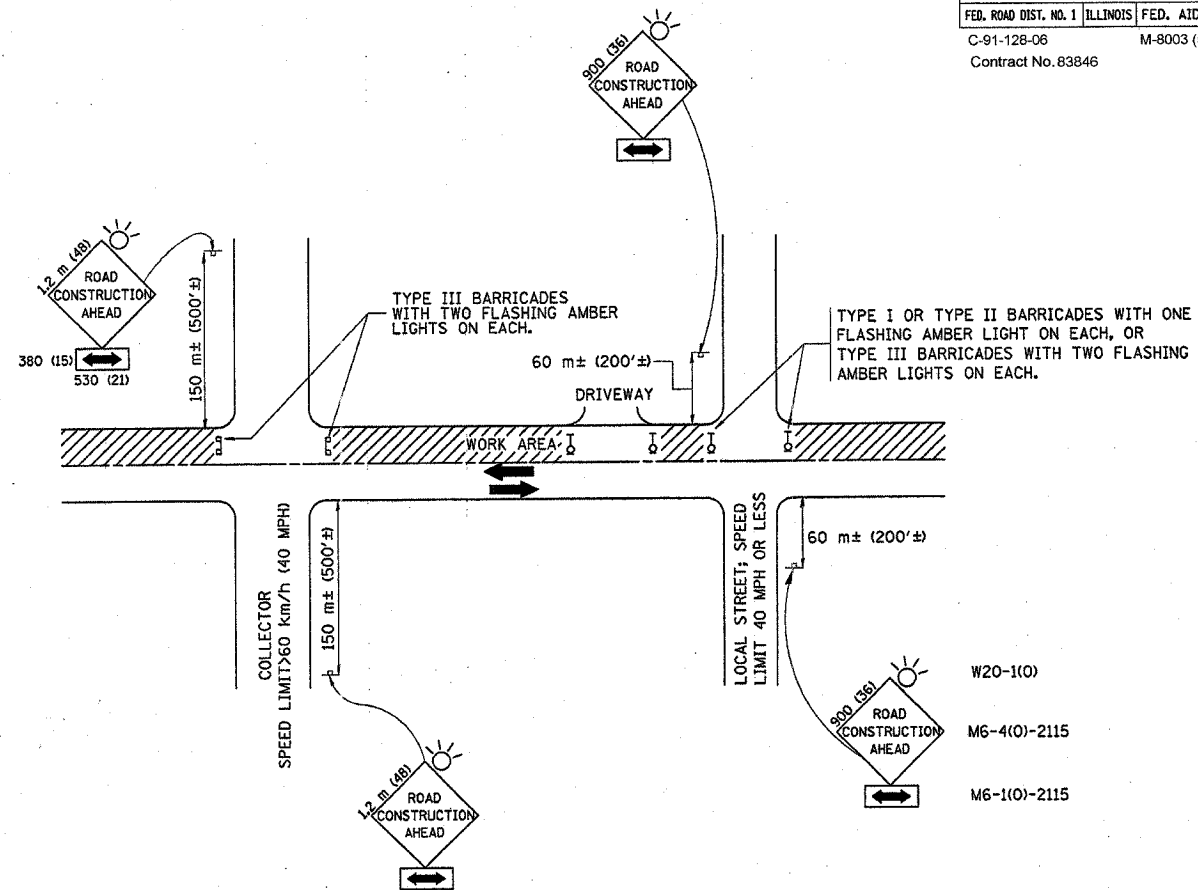 FED. ROAD DIST. NO. 1 ILLINOIS FED. AID
C-91-128-06 M-8003
Contract No. 83846
900 (36)
ROAD
CONSTRUCTION
AHEAD
1.2 m (48)
ROAD
CONSTRUCTION
AHEAD
380 (15)
530 (21)
150 m± (500'±)
TYPE III BARRICADES
WITH TWO FLASHING AMBER
LIGHTS ON EACH.
60 m± (200'±)
DRIVEWAY
TYPE I OR TYPE II BARRICADES WITH ONE
FLASHING AMBER LIGHT ON EACH, OR
TYPE III BARRICADES WITH TWO FLASHING
AMBER LIGHTS ON EACH.
WORK AREA
COLLECTOR
SPEED LIMIT>60 km/h (40 MPH)
150 m± (500'±)
LOCAL STREET; SPEED
LIMIT 40 MPH OR LESS
60 m± (200'±)
1.2 m (48)
ROAD
CONSTRUCTION
AHEAD
900 (36)
ROAD
CONSTRUCTION
AHEAD
W20-1(O)
M6-4(O)-2115
M6-1(O)-2115